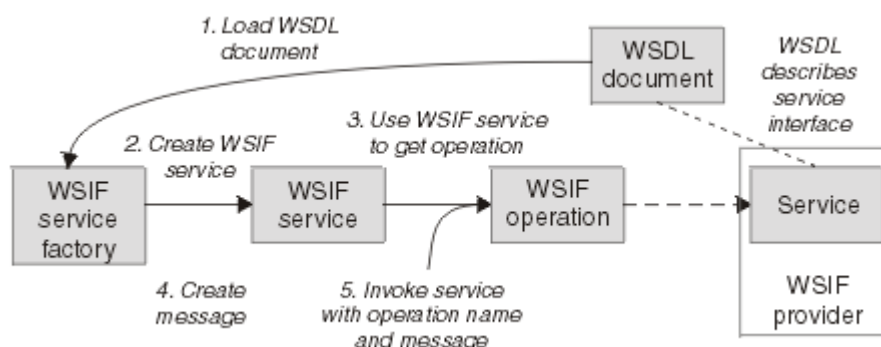 1. Load WSDL
document
WSDL
document
WSDL
describes
service
interface
2. Create WSIF
service
3. Use WSIF service
to get operation
WSIF
service
factory
WSIF
service
WSIF
operation
Service
4. Create
message
5. Invoke service
with operation name
and message
WSIF
provider